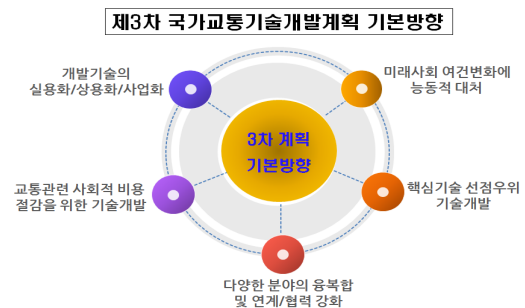 제3차 국가교통기술개발계획 기본방향
개발기술의
실용화/상용화/사업화
미래사회 여건변화에
능동적 대처
3차 계획
기본방향
교통관련 사회적 비용
절감을 위한 기술개발
핵심기술 선점우위
기술개발
다양한 분야의 융복합
및 연계/협력 강화